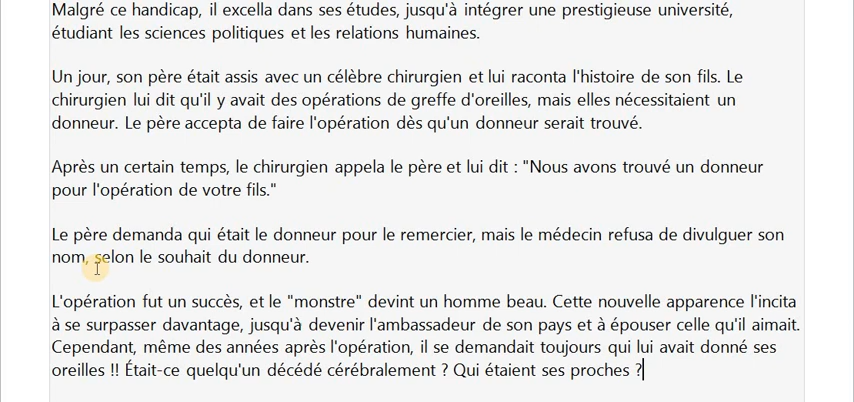 Malgré ce handicap, il excella dans ses études, jusqu'à intégrer une prestigieuse université,
étudiant les sciences politiques et les relations humaines.
Un jour, son père était assis avec un célèbre chirurgien et lui raconta l'histoire de son fils. Le
chirurgien lui dit qu'il y avait des opérations de greffe d'oreilles, mais elles nécessitaient un
donneur. Le père accepta de faire l'opération dès qu'un donneur serait trouvé.
Après un certain temps, le chirurgien appela le père et lui dit : "Nous avons trouvé un donneur
pour l'opération de votre fils."
Le père demanda qui était le donneur pour le remercier, mais le médecin refusa de divulguer son
nom, selon le souhait du donneur.
L'opération fut un succès, et le "monstre" devint un homme beau. Cette nouvelle apparence l'incita
à se surpasser davantage, jusqu'à devenir l'ambassadeur de son pays et à épouser celle qu'il aimait.
Cependant, même des années après l'opération, il se demandait toujours qui lui avait donné ses
oreilles !! Était-ce quelqu'un décédé cérébralement ? Qui étaient ses proches ?